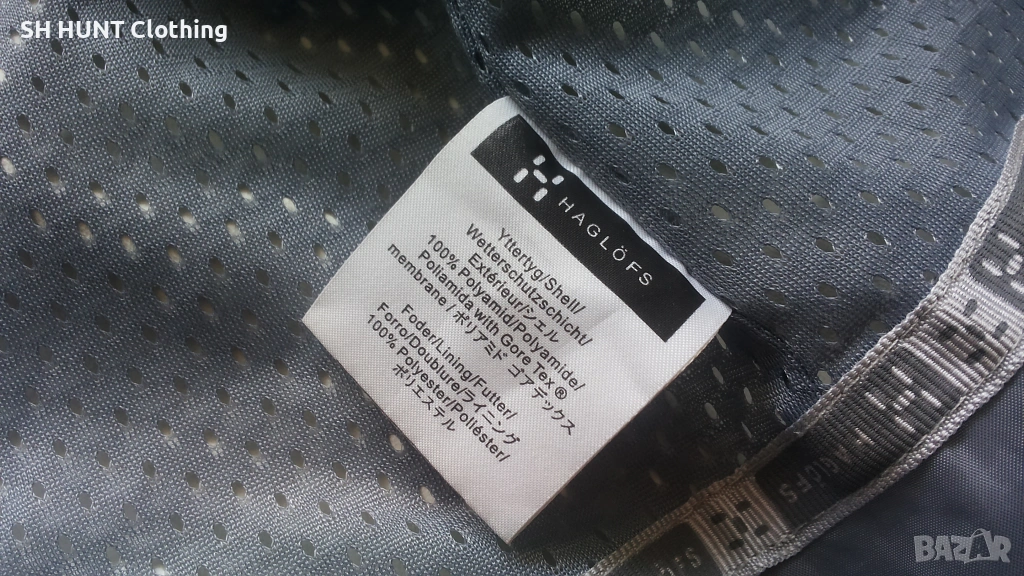 SH HUNT Clothing
HAGLÖFS
Yttertyg/Shell/
Wetterschutzschicht/
Extérieur/シェル
100% Polyamid/Polyamide/
Poliamida with Gore Tex®
membrane / ポリアミド ゴアテックス
Foder/Lining/Futter/
Forro/Doublure/ライニング
100% Polyester/Poliéster/
ポリエステル
BAZAR